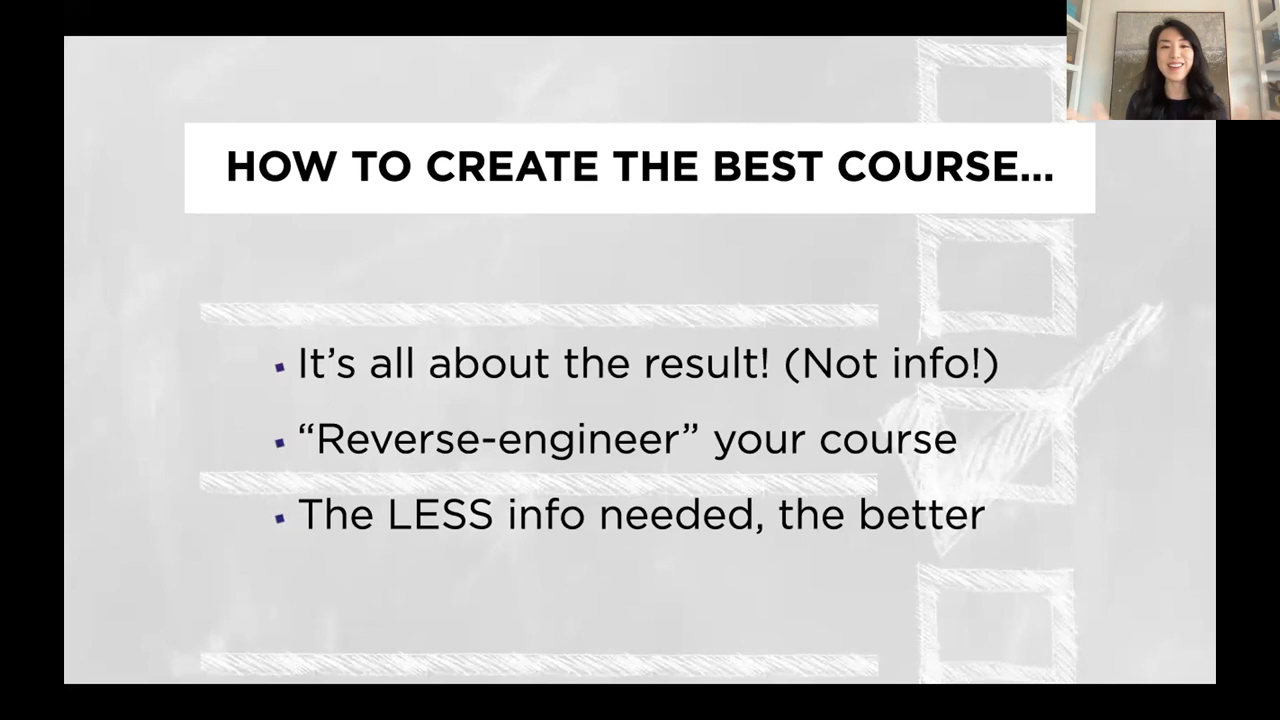 HOW TO CREATE THE BEST COURSE...
It’s all about the result! (Not info!)
“Reverse-engineer” your course
The LESS info needed, the better